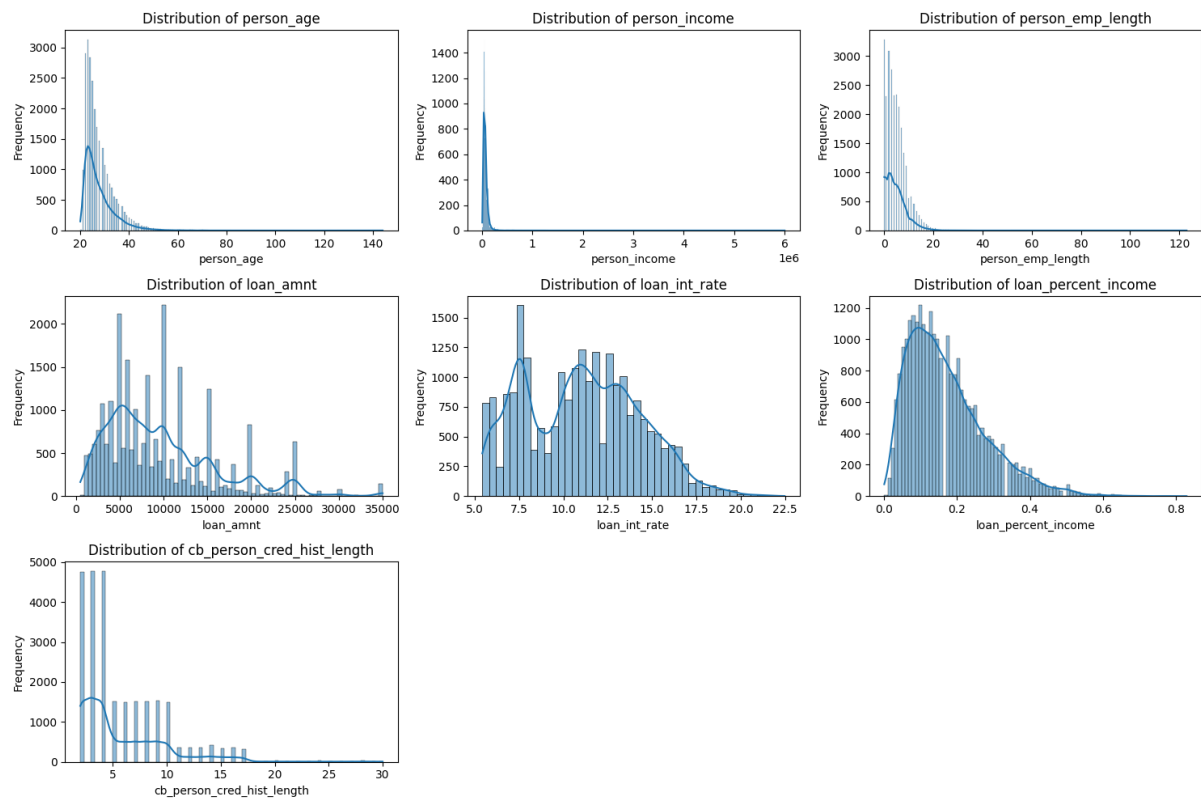 Distribution of person_age
Frequency
3000
2500
2000
1500
1000
500
0
20 40 60 80 100 120 140
person_age
Distribution of person_income
Frequency
1400
1200
1000
800
600
400
200
0
0 1 2 3 4 5 6
1e6
person_income
Distribution of person_emp_length
Frequency
3000
2500
2000
1500
1000
500
0
0 20 40 60 80 100 120
person_emp_length
Distribution of loan_amnt
Frequency
2000
1500
1000
500
0
0 5000 10000 15000 20000 25000 30000 35000
loan_amnt
Distribution of loan_int_rate
Frequency
1500
1250
1000
750
500
250
0
5.0 7.5 10.0 12.5 15.0 17.5 20.0 22.5
loan_int_rate
Distribution of loan_percent_income
Frequency
1200
1000
800
600
400
200
0
0.0 0.2 0.4 0.6 0.8
loan_percent_income
Distribution of cb_person_cred_hist_length
Frequency
5000
4000
3000
2000
1000
0
5 10 15 20 25 30
cb_person_cred_hist_length